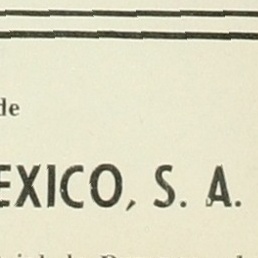 de
EXICO, S. A.